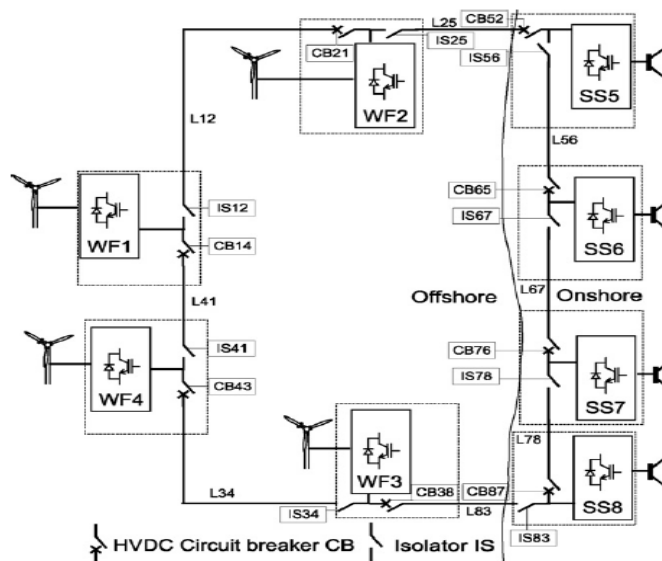 CB52
L25
CB21
IS25
IS56
SS5
WF2
L12
L56
IS12
CB65
WF1
CB14
IS67
SS6
L41
Offshore
L67
Onshore
IS41
CB76
WF4
CB43
IS78
SS7
WF3
L78
L34
CB38
CB87
SS8
IS34
L83
IS83
HVDC Circuit breaker CB
Isolator IS